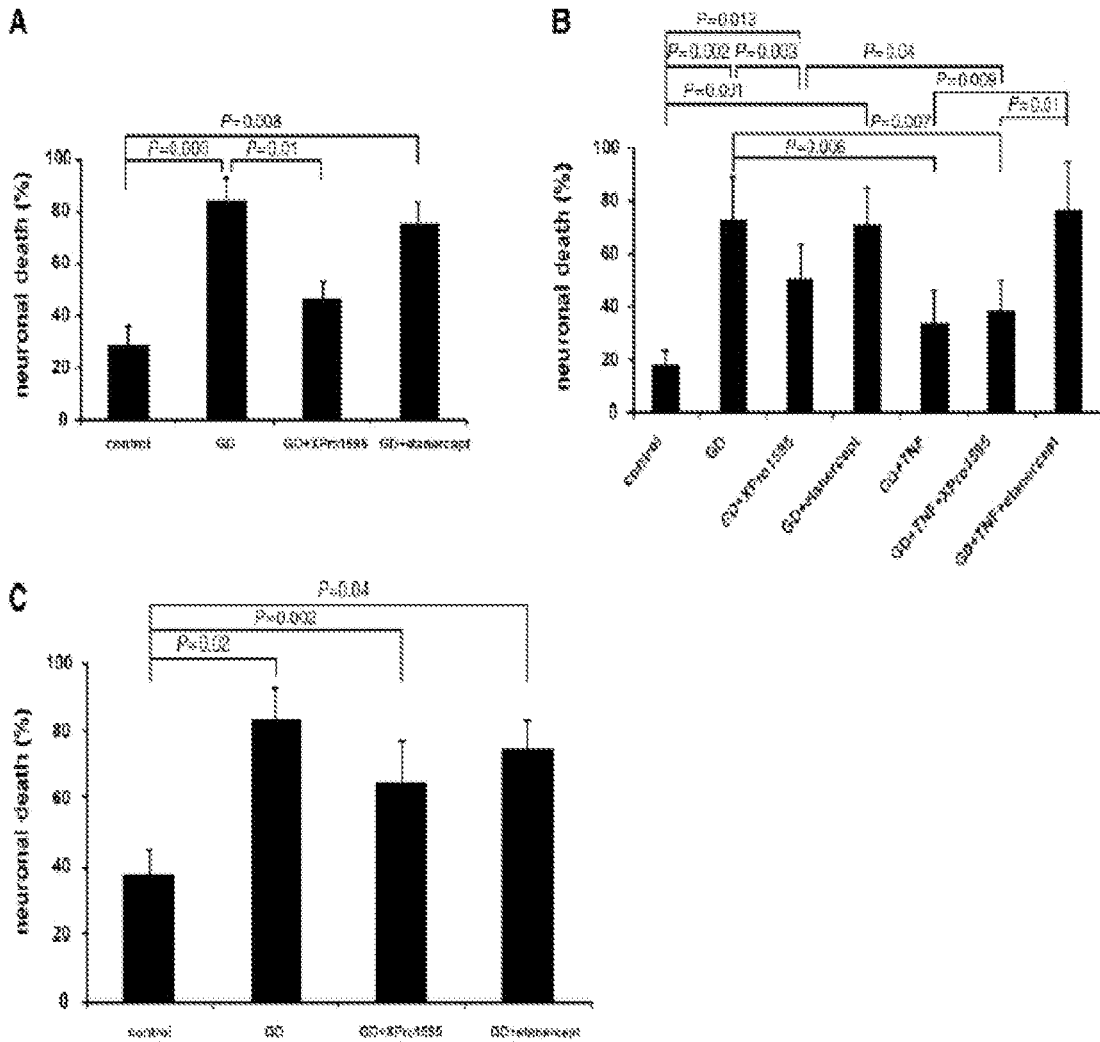 A
P=0.008
P=0.01
neuronal death (%)
100
80
60
40
20
0
control
GD
GD+XPro1595
GD+etanercept
B
P=0.013
P=0.002
P=0.003
P=0.04
P=0.001
P=0.009
P=0.007
P=0.01
P=0.006
neuronal death (%)
100
80
60
40
20
0
control
GD
GD+XPro1595
GD+etanercept
GD+TNF
GD+TNF+XPro1595
GD+TNF+etanercept
C
P=0.04
P=0.002
P=0.02
neuronal death (%)
100
80
60
40
20
0
control
GD
GD+XPro1595
GD+etanercept